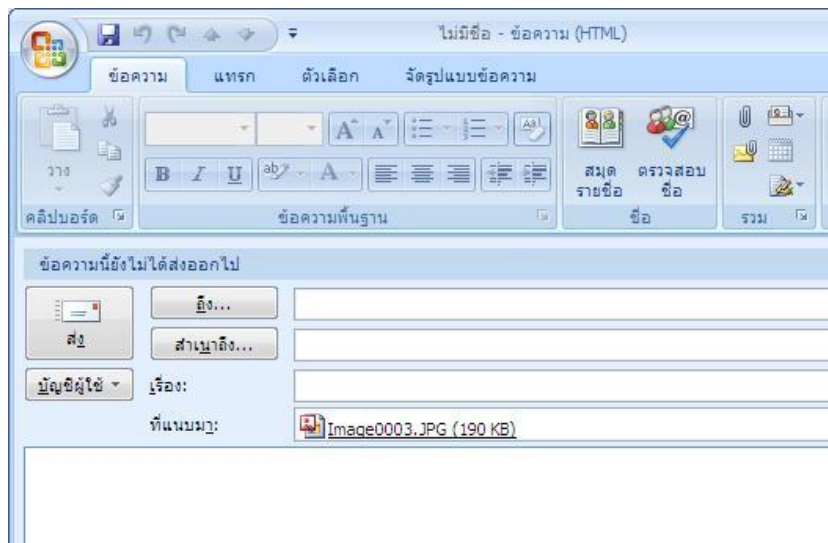 ไม่มีชื่อ - ข้อความ (HTML)
ข้อความ แทรก ตัวเลือก จัดรูปแบบข้อความ
วาง
B I U ab A
สมุดรายชื่อ ตรวจสอบชื่อ
คลิปบอร์ด ข้อความพื้นฐาน ชื่อ รวม
ข้อความนี้ยังไม่ได้ส่งออกไป
ถึง...
ส่ง
สำเนาถึง...
บัญชีผู้ใช้ เรื่อง:
ที่แนบมา: Image0003.JPG (190 KB)